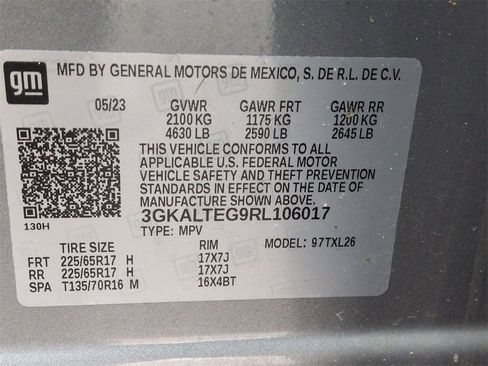 gm
MFD BY GENERAL MOTORS DE MEXICO, S. DE R.L. DE C.V.
05/23 GVWR GAWR FRT GAWR RR
2100 KG 1175 KG 1200 KG
4630 LB 2590 LB 2645 LB
THIS VEHICLE CONFORMS TO ALL
APPLICABLE U.S. FEDERAL MOTOR
VEHICLE SAFETY AND THEFT PREVENTION
STANDARDS IN EFFECT ON THE DATE OF
MANUFACTURE SHOWN ABOVE.
3GKALTEG9RL106017
130H
TYPE: MPV MODEL: 97TXL26
TIRE SIZE RIM
FRT 225/65R17 H 17X7J
RR 225/65R17 H 17X7J
SPA T135/70R16 M 16X4BT